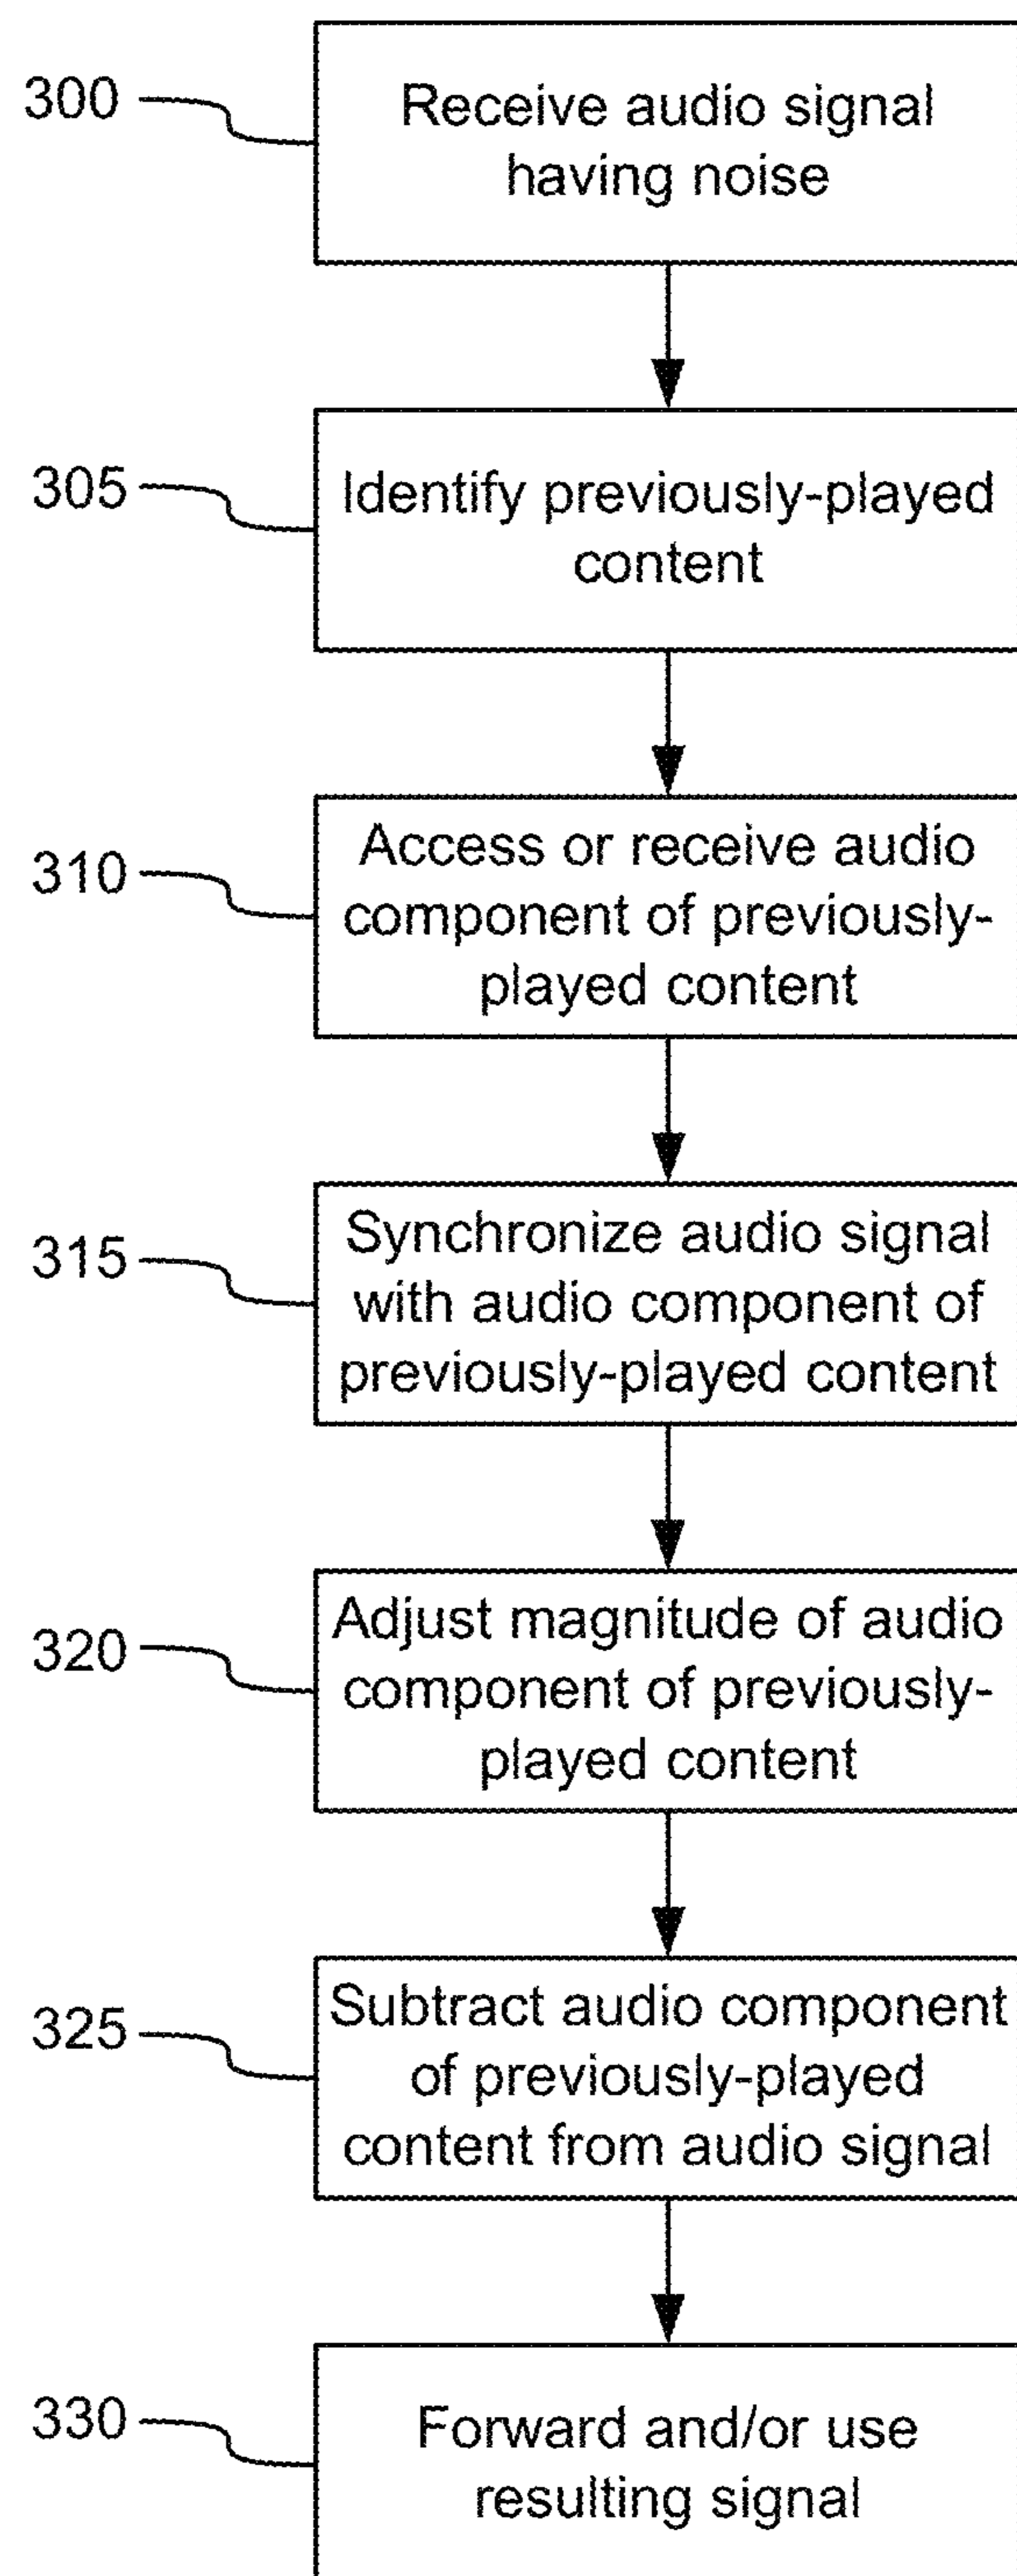 300
Receive audio signal
having noise
305
Identify previously-played
content
310
Access or receive audio
component of previously-
played content
315
Synchronize audio signal
with audio component of
previously-played content
320
Adjust magnitude of audio
component of previously-
played content
325
Subtract audio component
of previously-played
content from audio signal
330
Forward and/or use
resulting signal